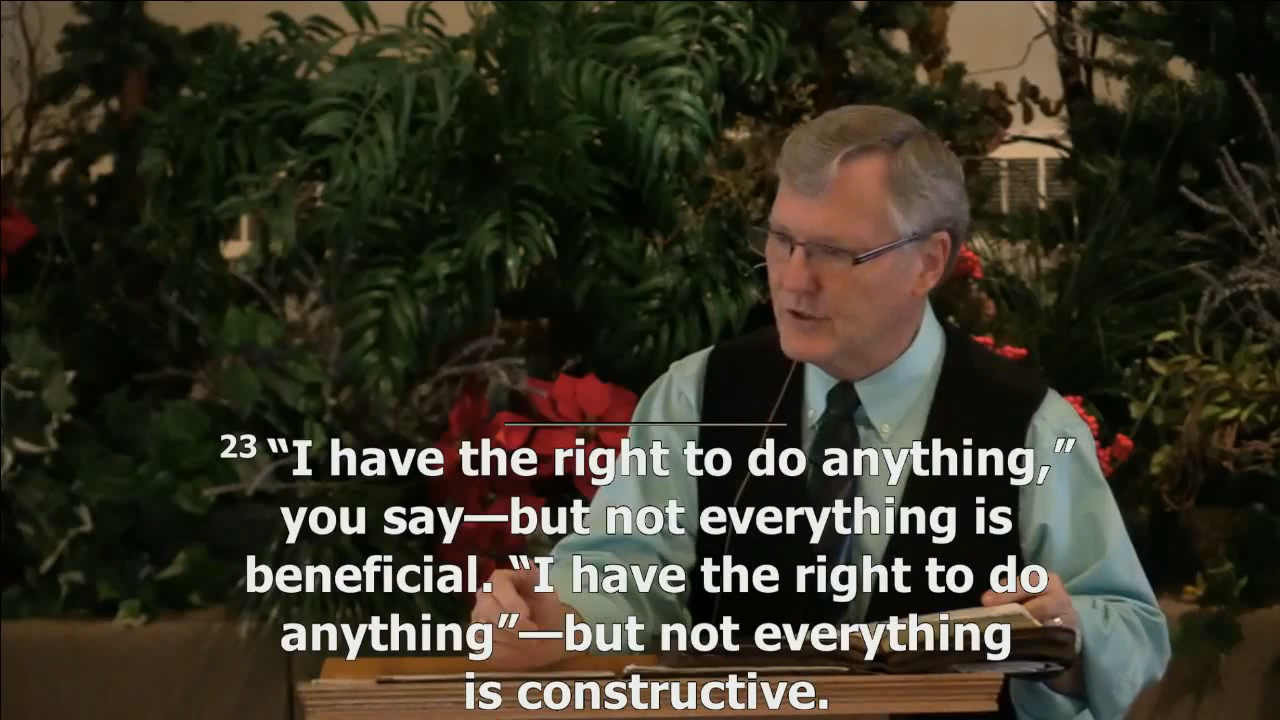 23 “I have the right to do anything,”
you say—but not everything is
beneficial. “I have the right to do
anything”—but not everything
is constructive.